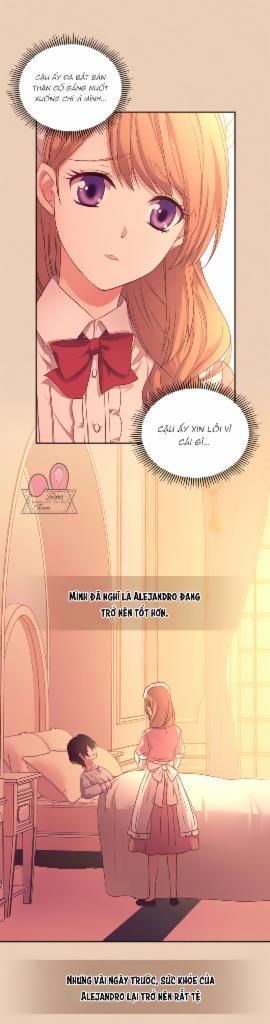 CẬU ẤY ĐÃ BẮT BẢN
THÂN CỐ GẮNG NUỐT
XUỐNG CHỈ VÌ MÌNH...
CẬU ẤY XIN LỖI VÌ
CÁI GÌ...
MÌNH ĐÃ NGHĨ LÀ ALEJANDRO ĐANG
TRỞ NÊN TỐT HƠN.
NHƯNG VÀI NGÀY TRƯỚC, SỨC KHỎE CỦA
ALEJANDRO LẠI TRỞ NÊN RẤT TỆ